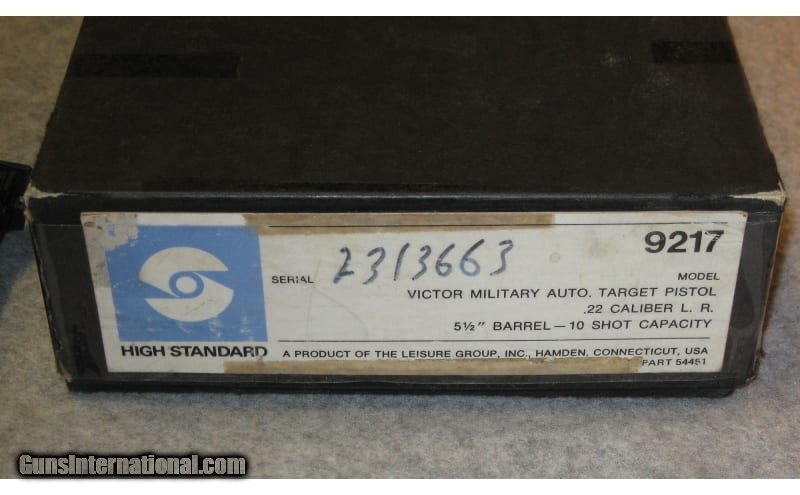 9217
SERIAL 2313663
MODEL
VICTOR MILITARY AUTO. TARGET PISTOL
.22 CALIBER L. R.
5½" BARREL — 10 SHOT CAPACITY
HIGH STANDARD
A PRODUCT OF THE LEISURE GROUP, INC., HAMDEN, CONNECTICUT, USA
PART 54451
GunsInternational.com